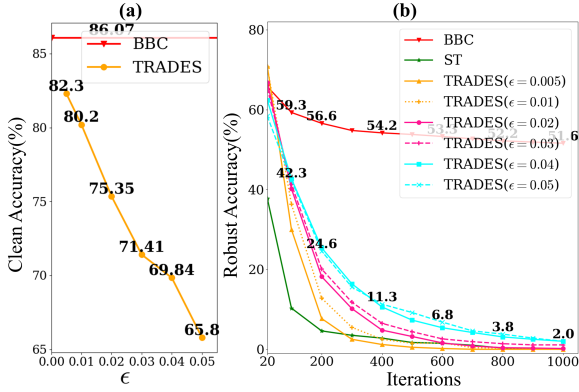 (a)
Clean Accuracy(%)
85
80
75
70
65
86.07
BBC
TRADES
82.3
80.2
75.35
71.41
69.84
65.8
0.00 0.01 0.02 0.03 0.04 0.05
ϵ
(b)
Robust Accuracy(%)
80
60
40
20
0
BBC
ST
TRADES(ϵ = 0.005)
TRADES(ϵ = 0.01)
TRADES(ϵ = 0.02)
TRADES(ϵ = 0.03)
TRADES(ϵ = 0.04)
TRADES(ϵ = 0.05)
59.3
56.6
54.2
53.3
52.2
51.6
42.3
24.6
11.3
6.8
3.8
2.0
20 200 400 600 800 1000
Iterations